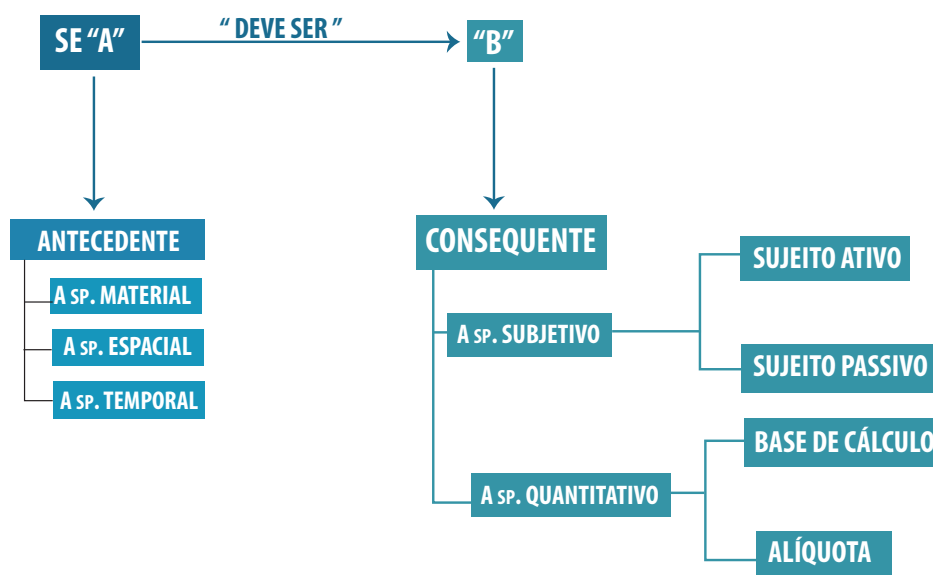 SE “A”
“ DEVE SER ”
“B”
ANTECEDENTE
A SP. MATERIAL
A SP. ESPACIAL
A SP. TEMPORAL
CONSEQUENTE
A SP. SUBJETIVO
SUJEITO ATIVO
SUJEITO PASSIVO
A SP. QUANTITATIVO
BASE DE CÁLCULO
ALÍQUOTA